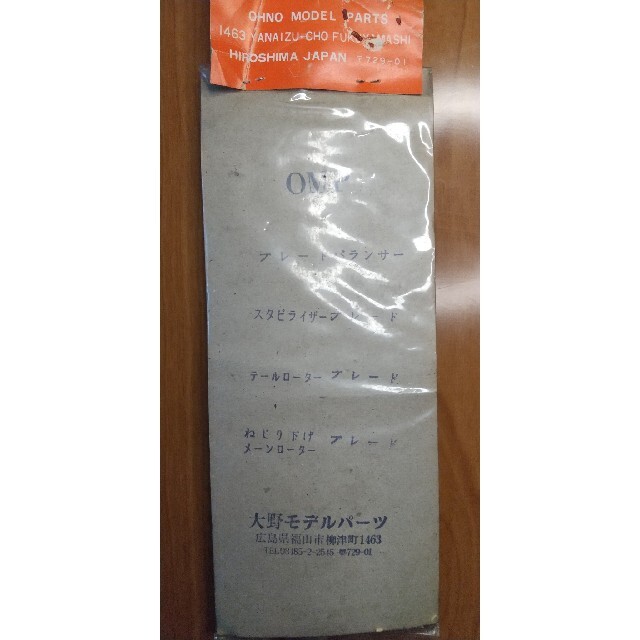 OHNO MODEL PARTS
1463 YANAIZU-CHO FUKUYAMASHI
HIROSHIMA JAPAN 〒729-01
OMP
ブレードバランサー
スタビライザーブレード
テールローターブレード
ねじり下げ ブレード
メーンローター
大野モデルパーツ
広島県福山市柳津町1463